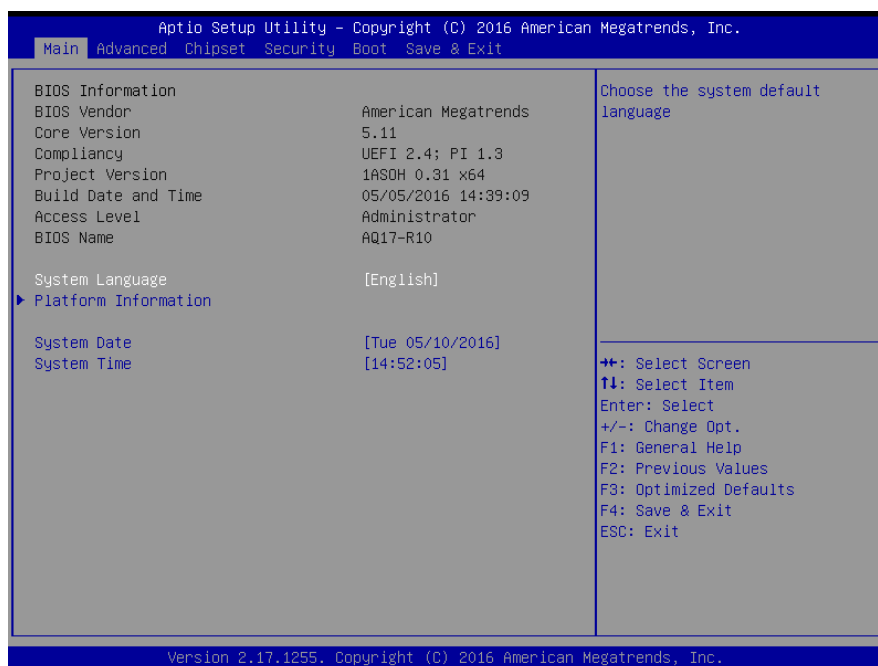 Aptio Setup Utility – Copyright (C) 2016 American Megatrends, Inc.
Main Advanced Chipset Security Boot Save & Exit
BIOS Information
BIOS Vendor American Megatrends
Core Version 5.11
Compliancy UEFI 2.4; PI 1.3
Project Version 1ASOH 0.31 x64
Build Date and Time 05/05/2016 14:39:09
Access Level Administrator
BIOS Name AQ17-R10
System Language [English]
Platform Information
System Date [Tue 05/10/2016]
System Time [14:52:05]
Choose the system default
language
→←: Select Screen
↑↓: Select Item
Enter: Select
+/-: Change Opt.
F1: General Help
F2: Previous Values
F3: Optimized Defaults
F4: Save & Exit
ESC: Exit
Version 2.17.1255. Copyright (C) 2016 American Megatrends, Inc.